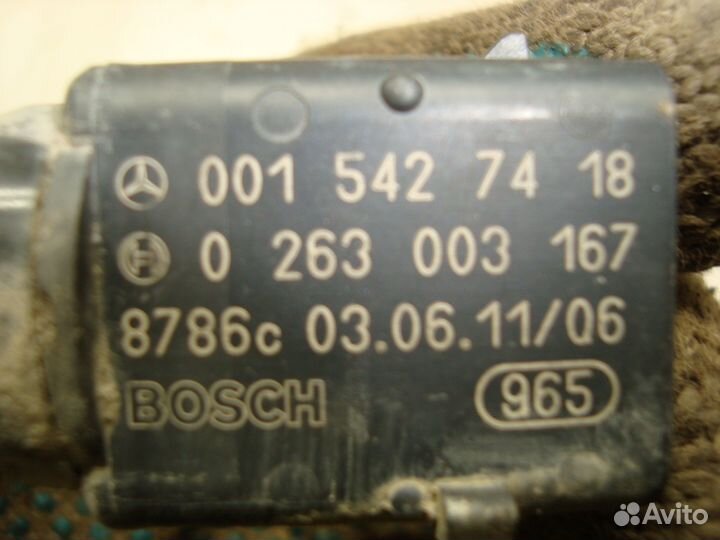 001 542 74 18
0 263 003 167
8786c 03.06.11/06
BOSCH 965
Avito